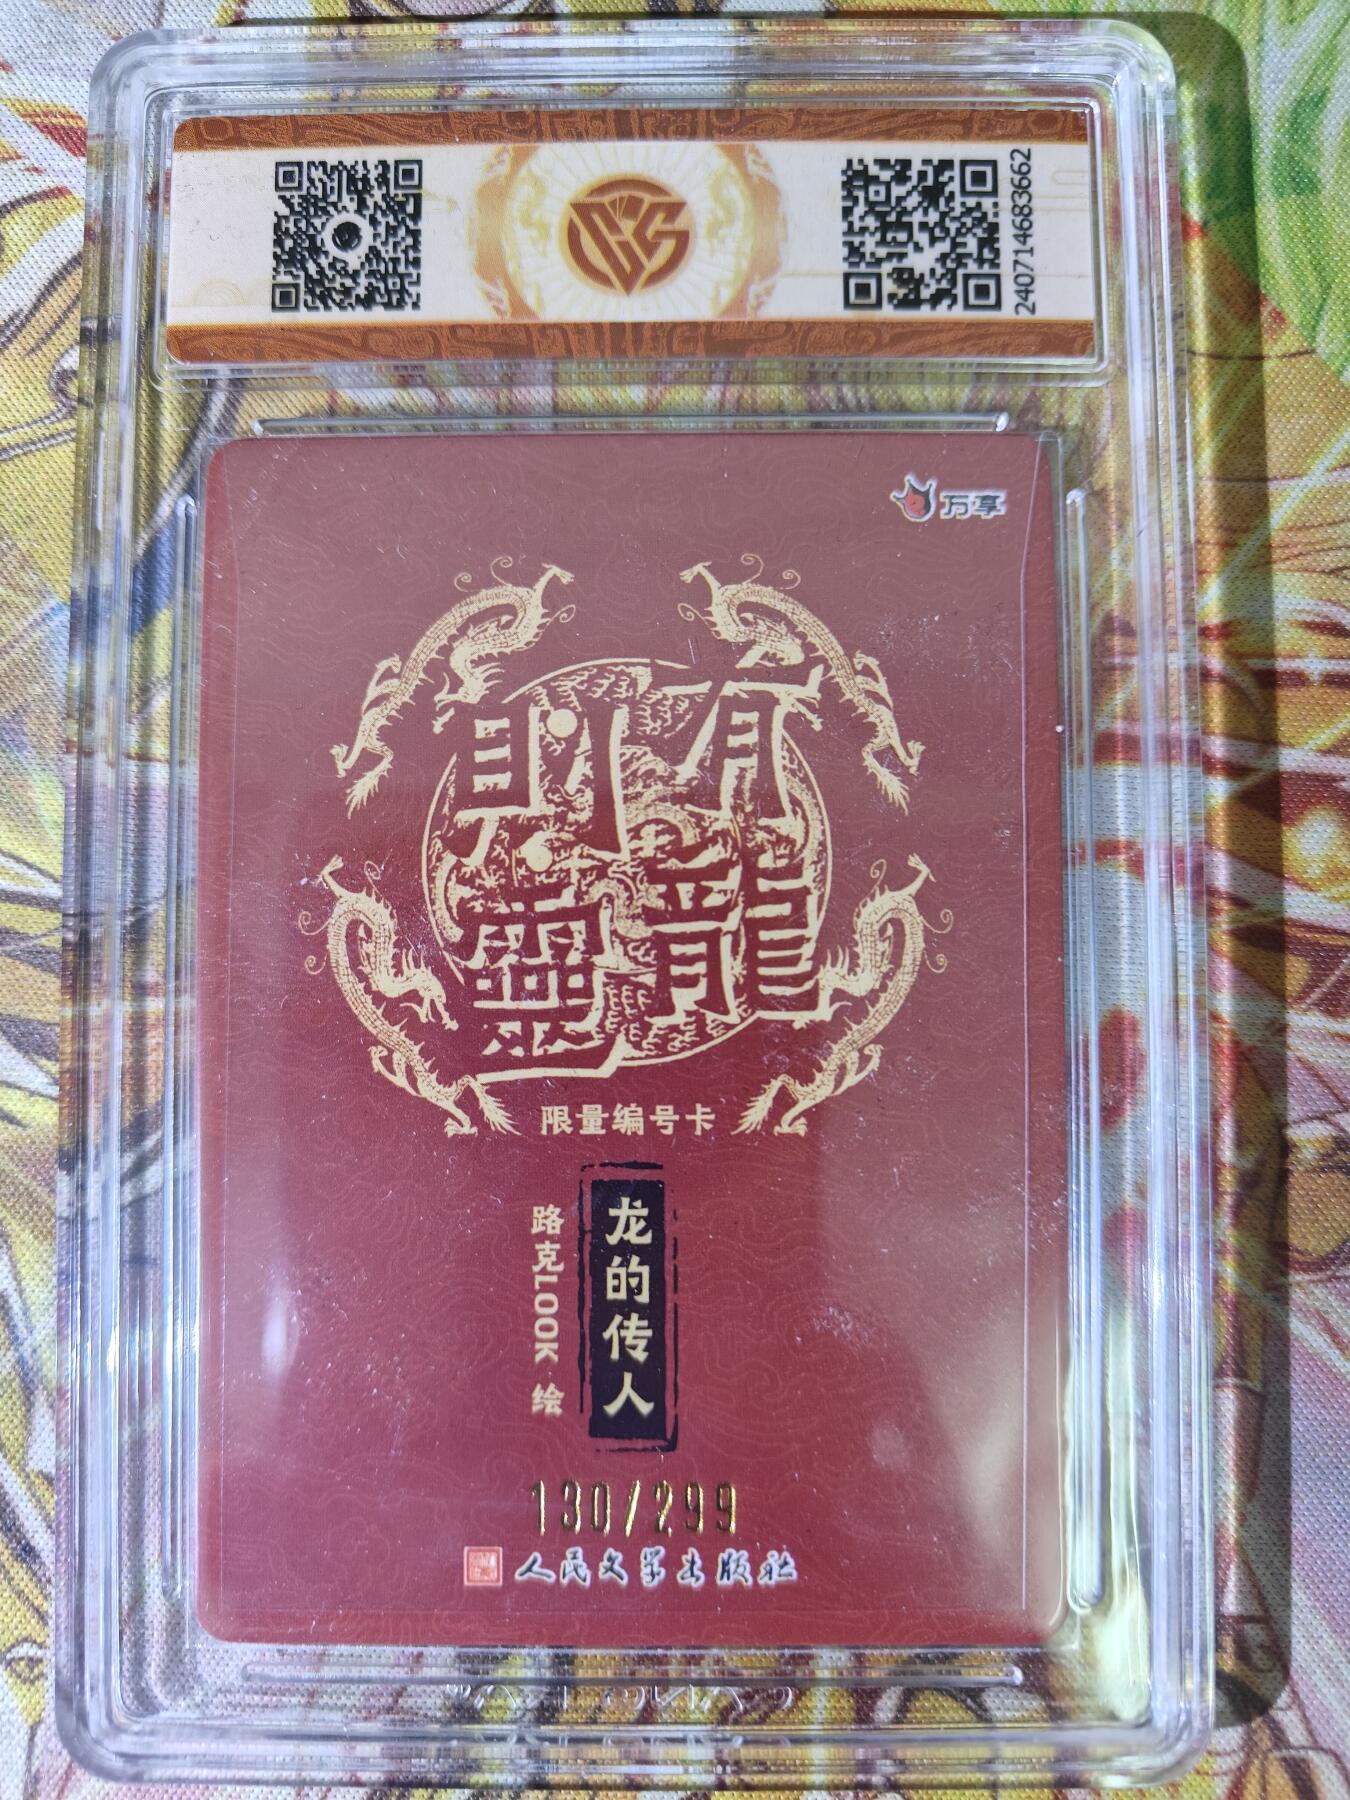 2407714683662
万享
有龍
則靈
限量编号卡
龙的传人
路克LOOK 绘
130/299
人民文学出版社